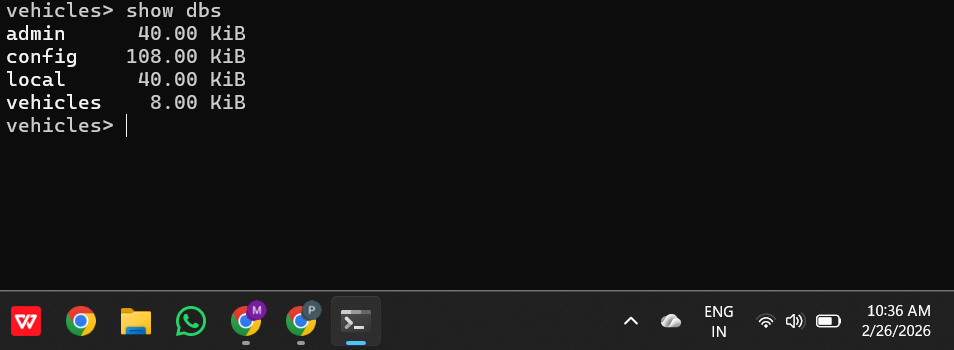 vehicles> show dbs
admin      40.00 KiB
config    108.00 KiB
local      40.00 KiB
vehicles    8.00 KiB
vehicles>
W
M
P
ENG
IN
10:36 AM
2/26/2026